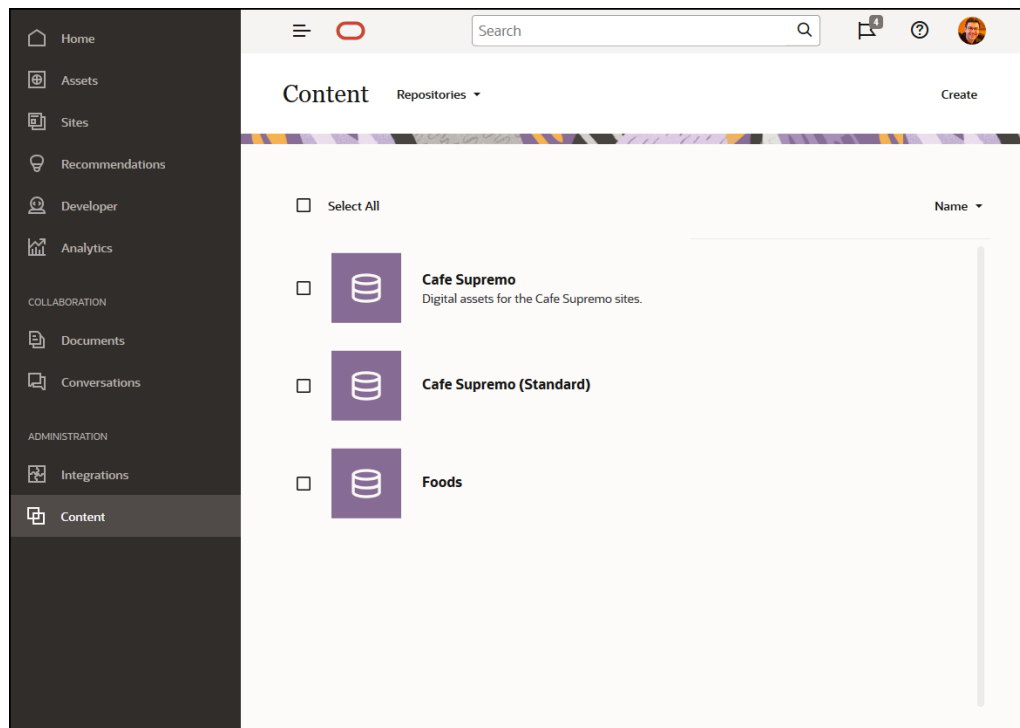 Home
Assets
Sites
Recommendations
Developer
Analytics
COLLABORATION
Documents
Conversations
ADMINISTRATION
Integrations
Content
Search
4
Content
Repositories
Create
Select All
Name
Cafe Supremo
Digital assets for the Cafe Supremo sites.
Cafe Supremo (Standard)
Foods